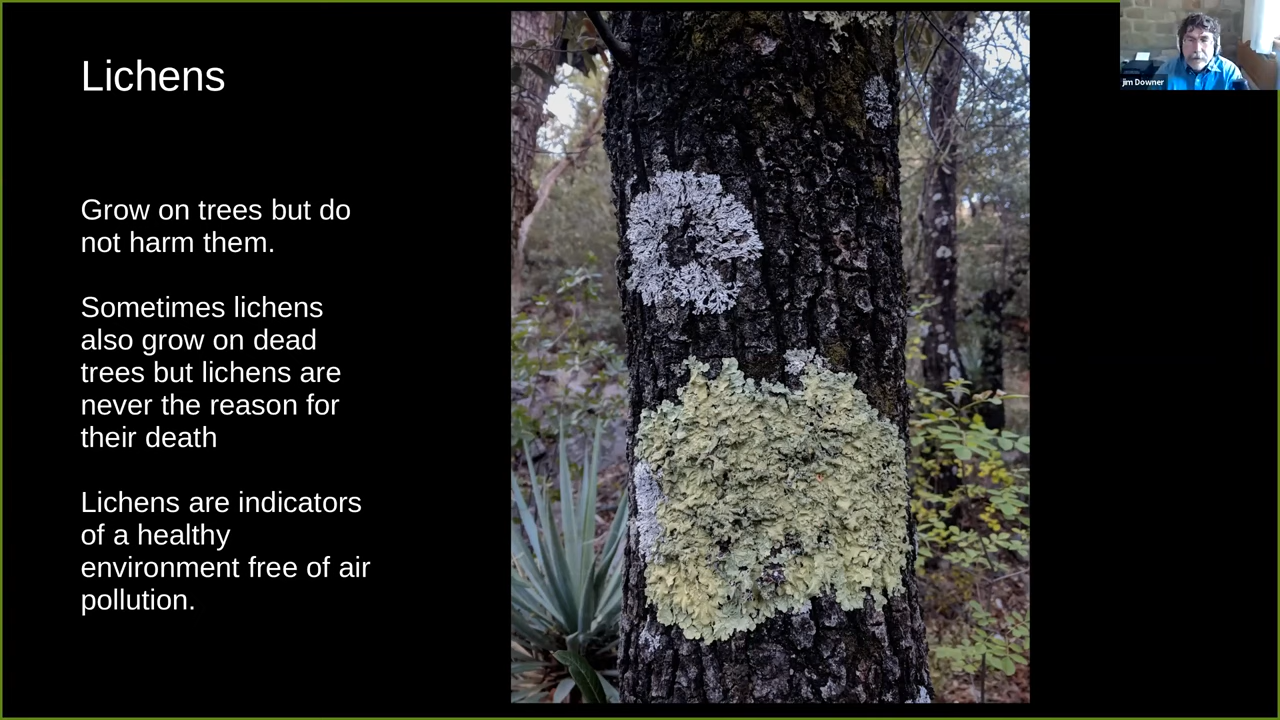 Lichens
Grow on trees but do
not harm them.
Sometimes lichens
also grow on dead
trees but lichens are
never the reason for
their death
Lichens are indicators
of a healthy
environment free of air
pollution.
jim Downer